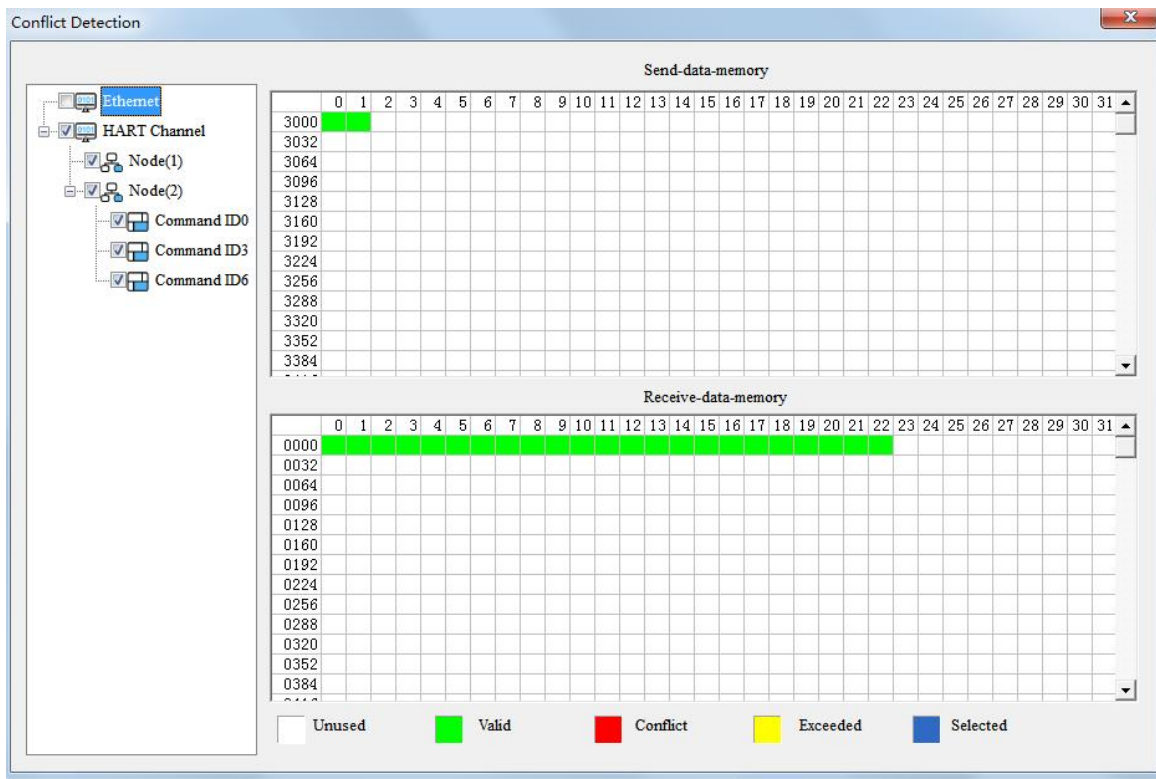 Conflict Detection
Send-data-memory
Ethernet
HART Channel
Node(1)
Node(2)
Command ID0
Command ID3
Command ID6
0 1 2 3 4 5 6 7 8 9 10 11 12 13 14 15 16 17 18 19 20 21 22 23 24 25 26 27 28 29 30 31
3000
3032
3064
3096
3128
3160
3192
3224
3256
3288
3320
3352
3384
Receive-data-memory
0 1 2 3 4 5 6 7 8 9 10 11 12 13 14 15 16 17 18 19 20 21 22 23 24 25 26 27 28 29 30 31
0000
0032
0064
0096
0128
0160
0192
0224
0256
0288
0320
0352
0384
Unused Valid Conflict Exceeded Selected